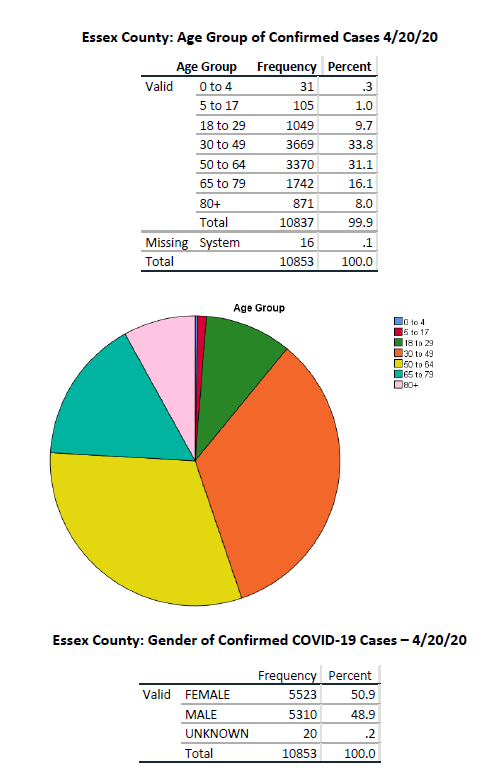 Essex County: Age Group of Confirmed Cases 4/20/20
Age Group Frequency Percent
Valid 0 to 4 31 .3
5 to 17 105 1.0
18 to 29 1049 9.7
30 to 49 3669 33.8
50 to 64 3370 31.1
65 to 79 1742 16.1
80+ 871 8.0
Total 10837 99.9
Missing System 16 .1
Total 10853 100.0
Age Group
0 to 4
5 to 17
18 to 29
30 to 49
50 to 64
65 to 79
80+
Essex County: Gender of Confirmed COVID-19 Cases – 4/20/20
Frequency Percent
Valid FEMALE 5523 50.9
MALE 5310 48.9
UNKNOWN 20 .2
Total 10853 100.0